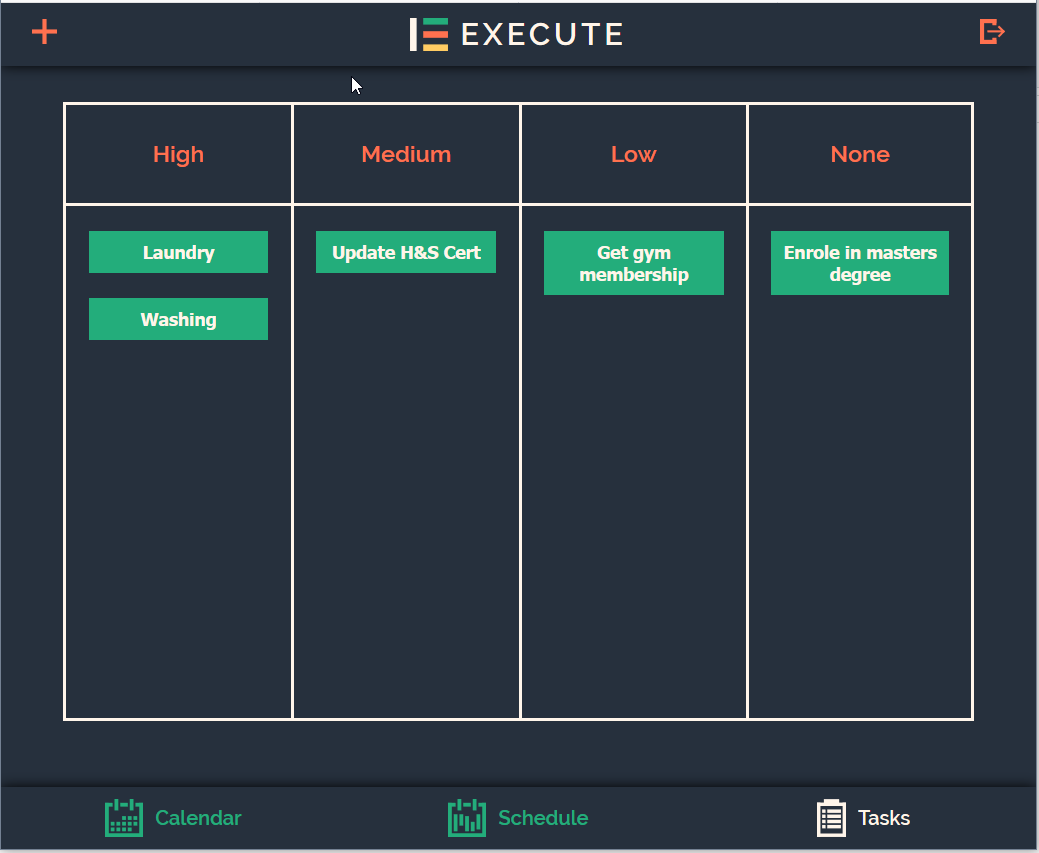 EXECUTE
High
Medium
Low
None
Laundry
Update H&S Cert
Get gym
membership
Enrole in masters
degree
Washing
Calendar
Schedule
Tasks